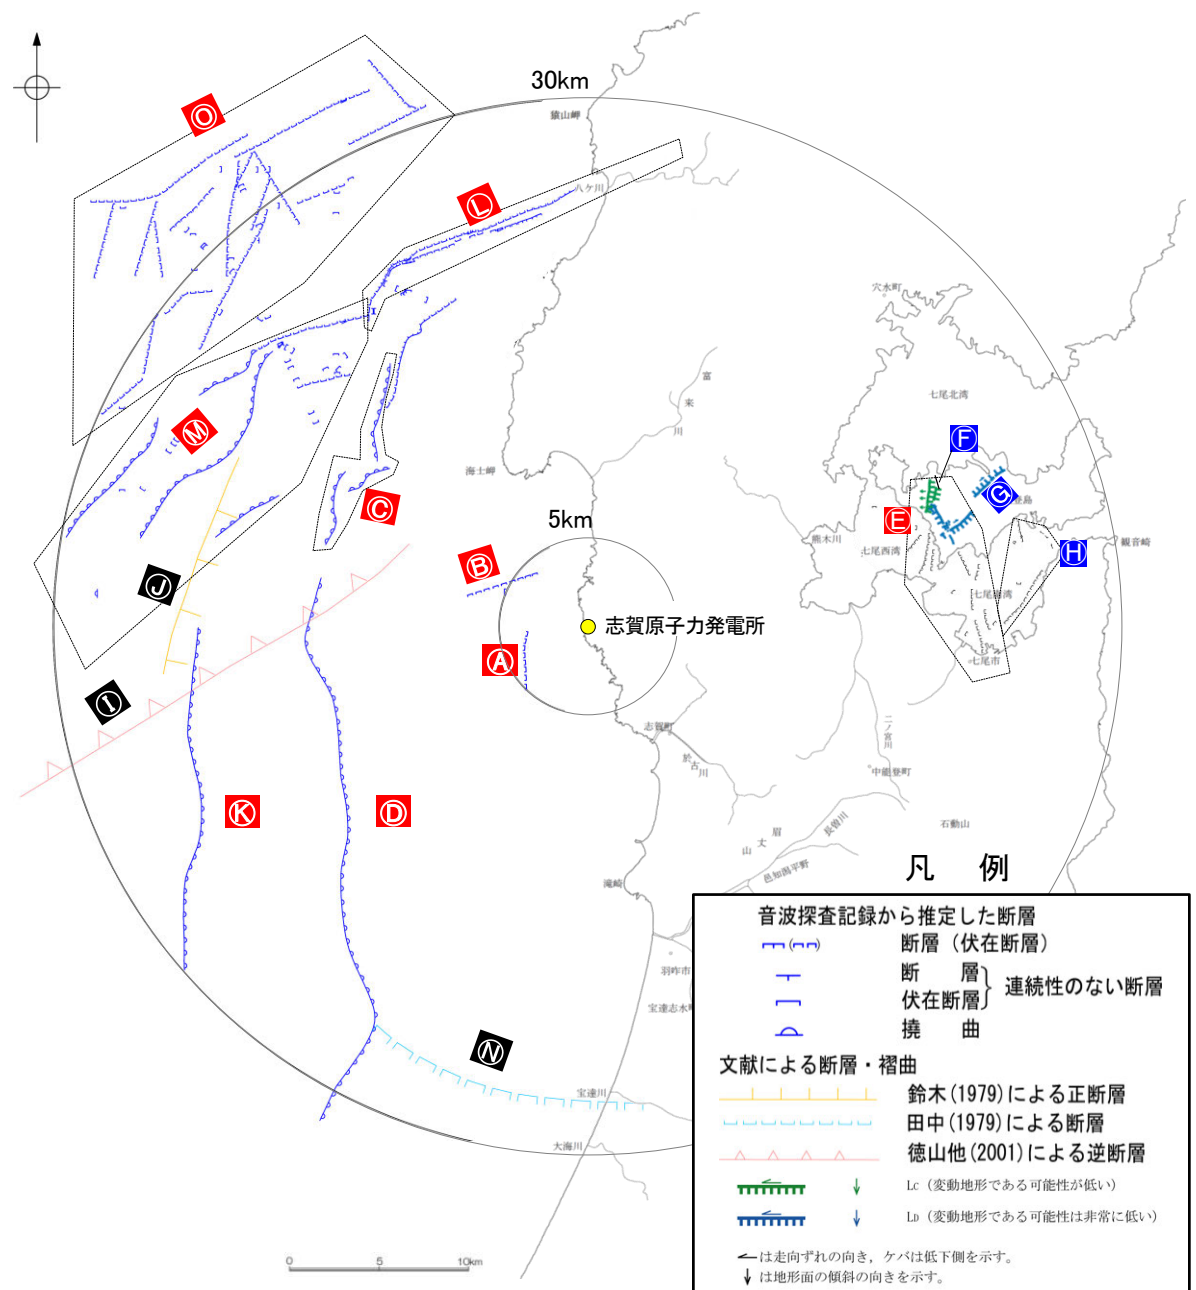 30km
猿山岬
Ⓞ
八ケ川
Ⓛ
穴水町
富
来
川
七尾北湾
Ⓜ
Ⓕ
海士岬
Ⓖ
Ⓒ
5km
Ⓔ
島
熊木川
七尾西湾
Ⓗ
観音崎
Ⓑ
Ⓙ
七尾南湾
志賀原子力発電所
Ⓐ
七尾市
Ⓘ
志賀町
於
古
川
二
ノ
宮
川
中能登町
Ⓚ
Ⓓ
石動山
眉
丈
山
長曽川
邑知潟平野
滝崎
羽咋市
宝達志水町
Ⓝ
宝達川
大海川
0 5 10km
凡 例
音波探査記録から推定した断層
断層（伏在断層）
断 層
伏在断層
連続性のない断層
撓 曲
文献による断層・褶曲
鈴木(1979)による正断層
田中(1979)による断層
徳山他(2001)による逆断層
LC（変動地形である可能性が低い）
LD（変動地形である可能性は非常に低い）
は走向ずれの向き，ケバは低下側を示す。
は地形面の傾斜の向きを示す。